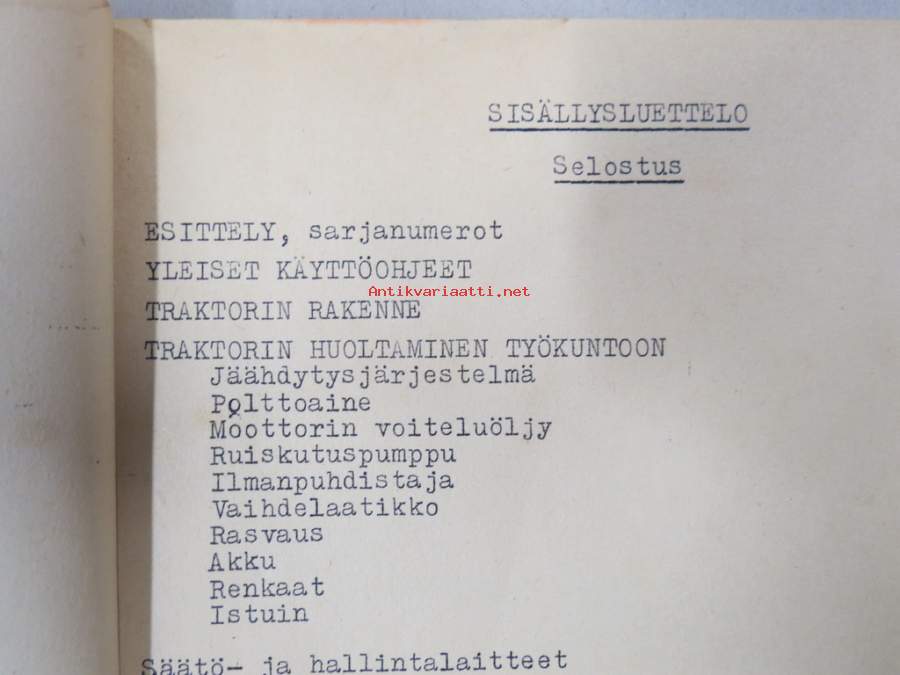 SISÄLLYSLUETTELO
Selostus
ESITTELY, sarjanumerot
YLEISET KÄYTTÖOHJEET
Antikvariaatti.net
TRAKTORIN RAKENNE
TRAKTORIN HUOLTAMINEN TYÖKUNTOON
Jäähdytysjärjestelmä
Polttoaine
Moottorin voiteluöljy
Ruiskutuspumppu
Ilmanpuhdistaja
Vaihdelaatikko
Rasvaus
Akku
Renkaat
Istuin
Säätö- ja hallintalaitteet